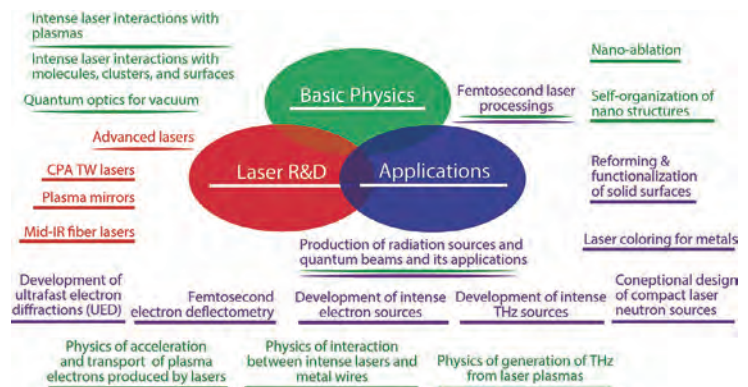 Intense laser interactions with
plasmas
Intense laser interactions with
molecules, clusters, and surfaces
Quantum optics for vacuum
Advanced lasers
CPA TW lasers
Plasma mirrors
Mid-IR fiber lasers
Basic Physics
Laser R&D
Applications
Femtosecond laser
processings
Nano-ablation
Self-organization of
nano structures
Reforming &
functionalization
of solid surfaces
Laser coloring for metals
Production of radiation sources and
quantum beams and its applications
Development of
ultrafast electron
diffractions (UED)
Femtosecond
electron deflectometry
Development of intense
electron sources
Development of intense
THz sources
Coneptional design
of compact laser
neutron sources
Physics of acceleration
and transport of plasma
electrons produced by lasers
Physics of interaction
between intense lasers and
metal wires
Physics of generation of THz
from laser plasmas